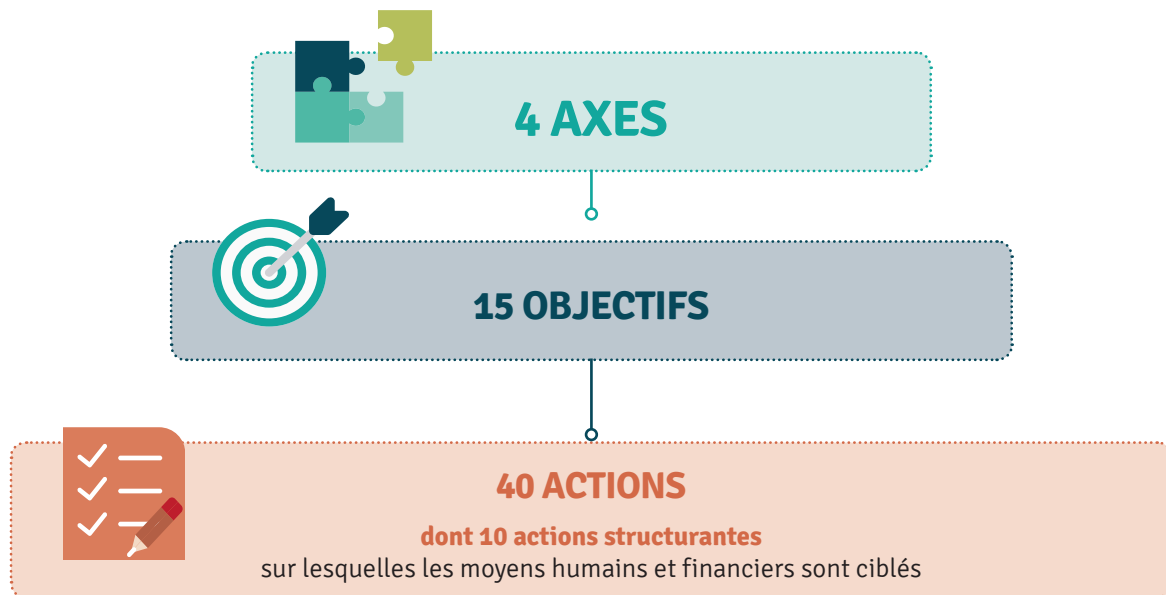 4 AXES
15 OBJECTIFS
40 ACTIONS
dont 10 actions structurantes
sur lesquelles les moyens humains et financiers sont ciblés